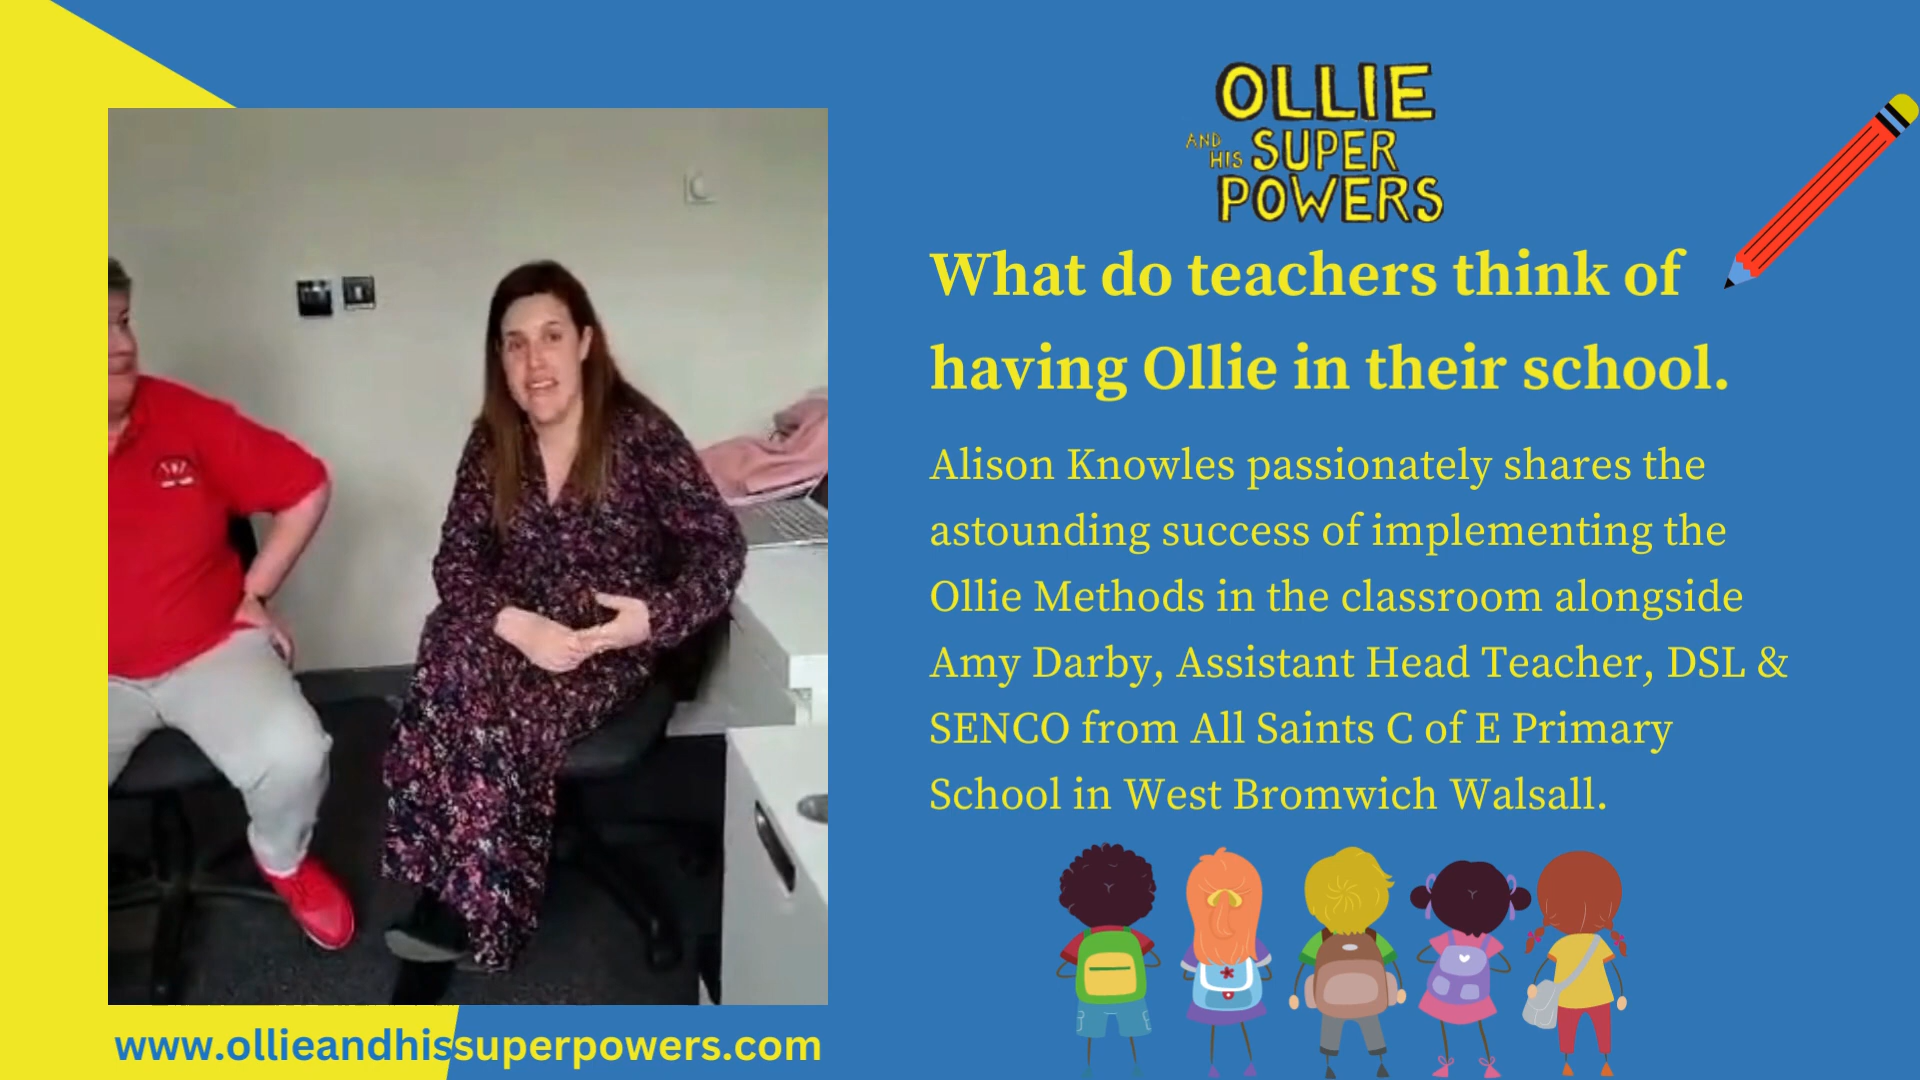 OLLIE
AND HIS SUPER
POWERS
What do teachers think of
having Ollie in their school.
Alison Knowles passionately shares the
astounding success of implementing the
Ollie Methods in the classroom alongside
Amy Darby, Assistant Head Teacher, DSL &
SENCO from All Saints C of E Primary
School in West Bromwich Walsall.
www.ollieandhissuperpowers.com